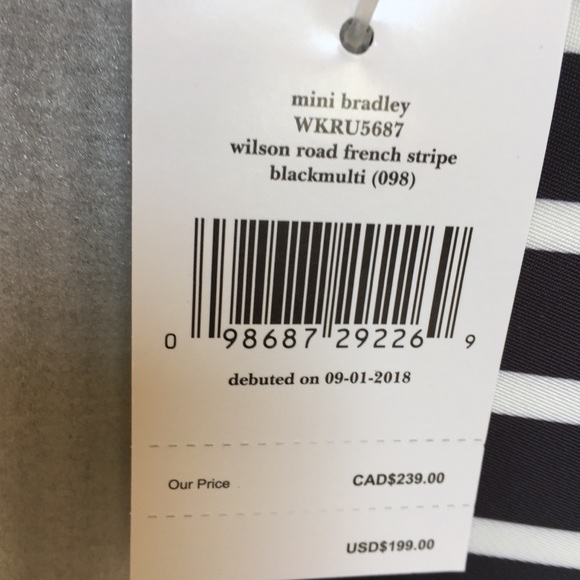 mini bradley
WKRU5687
wilson road french stripe
blackmulti (098)
0 98687 29226 9
debuted on 09-01-2018
Our Price CAD$239.00
USD$199.00